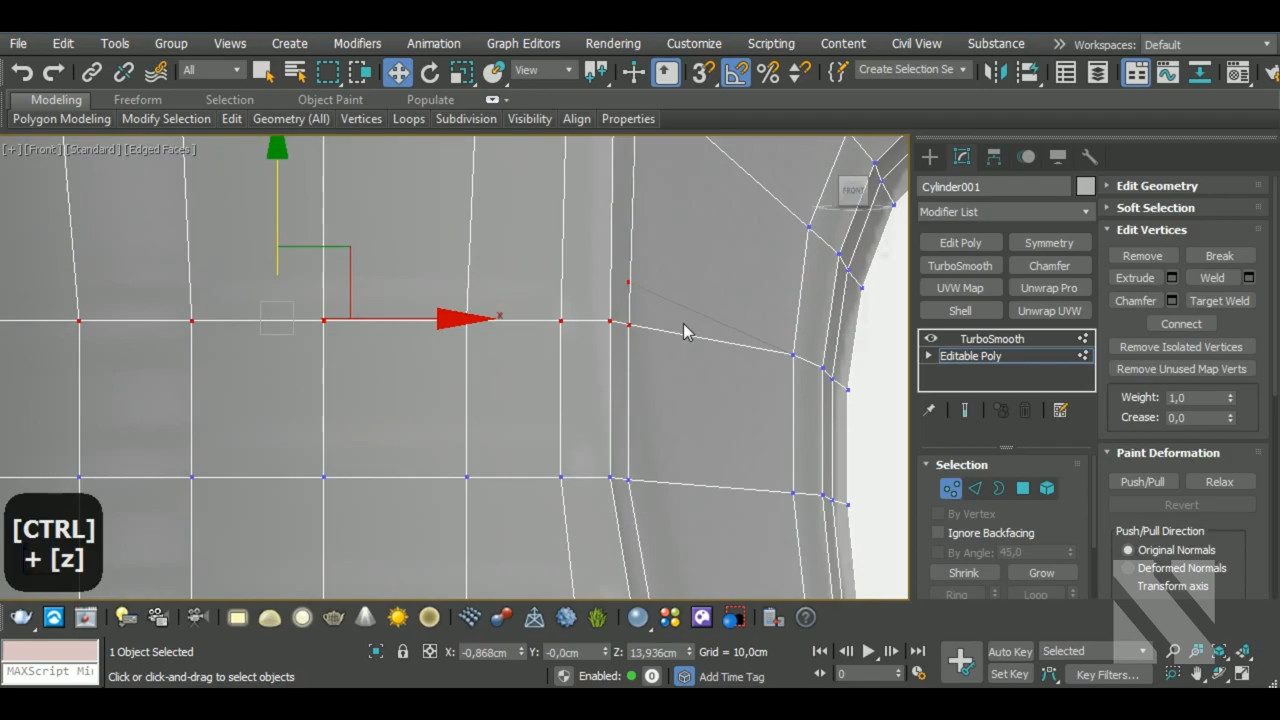 File Edit Tools Group Views Create Modifiers Animation Graph Editors Rendering Customize Scripting Content Civil View Substance Workspaces: Default
All View Create Selection Se
Modeling Freeform Selection Object Paint Populate
Polygon Modeling Modify Selection Edit Geometry (All) Vertices Loops Subdivision Visibility Align Properties
[+] [Front] [Standard] [Edged Faces]
FRONT
x
Cylinder001
Modifier List
Edit Poly Symmetry
TurboSmooth Chamfer
UVW Map Unwrap Pro
Shell Unwrap UVW
TurboSmooth
Editable Poly
Selection
By Vertex
Ignore Backfacing
By Angle: 45,0
Shrink Grow
Ring Loop
Edit Geometry
Soft Selection
Edit Vertices
Remove Break
Extrude Weld
Chamfer Target Weld
Connect
Remove Isolated Vertices
Remove Unused Map Verts
Weight: 1,0
Crease: 0,0
Paint Deformation
Push/Pull Relax
Revert
Push/Pull Direction
Original Normals
Deformed Normals
Transform axis
[CTRL]
+ [z]
1 Object Selected X: -0,868cm Y: -0,0cm Z: 13,936cm Grid = 10,0cm Auto Key Selected
MAXScript Mi Click or click-and-drag to select objects Enabled: 0 Add Time Tag 0 Set Key Key Filters...